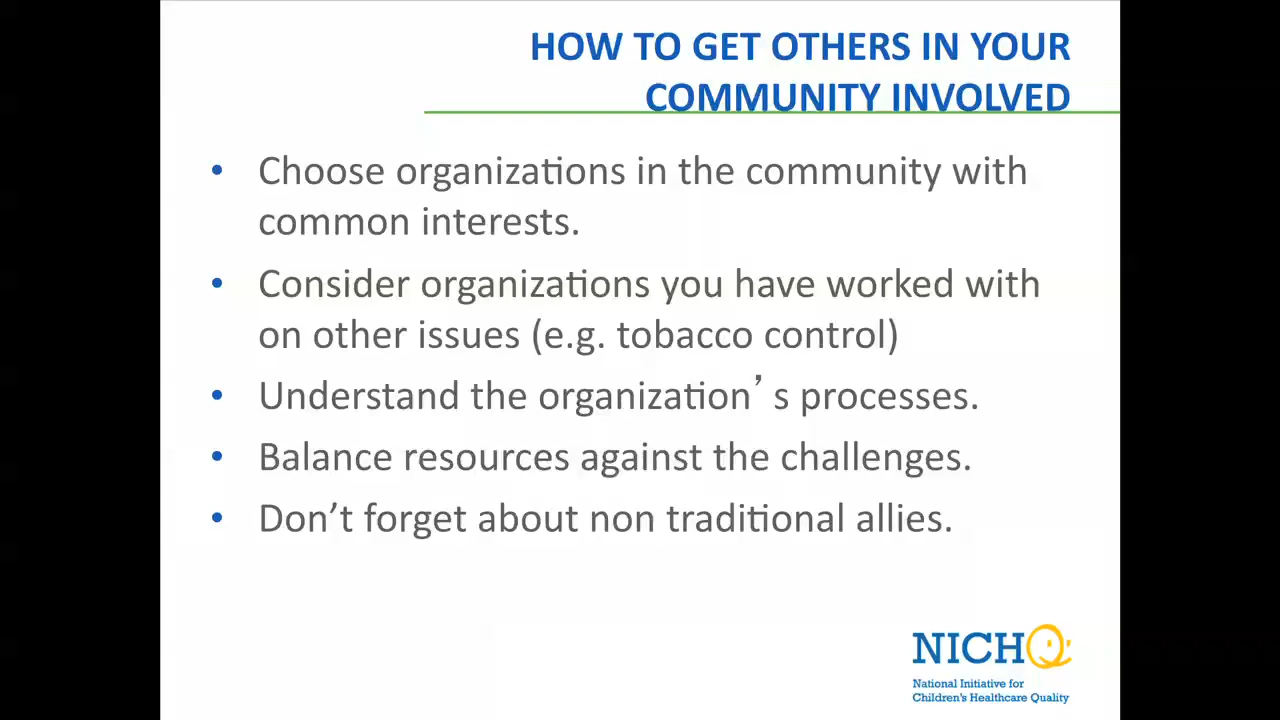 HOW TO GET OTHERS IN YOUR
COMMUNITY INVOLVED
• Choose organizations in the community with
common interests.
• Consider organizations you have worked with
on other issues (e.g. tobacco control)
• Understand the organization’ s processes.
• Balance resources against the challenges.
• Don’t forget about non traditional allies.
NICHQ
National Initiative for
Children's Healthcare Quality